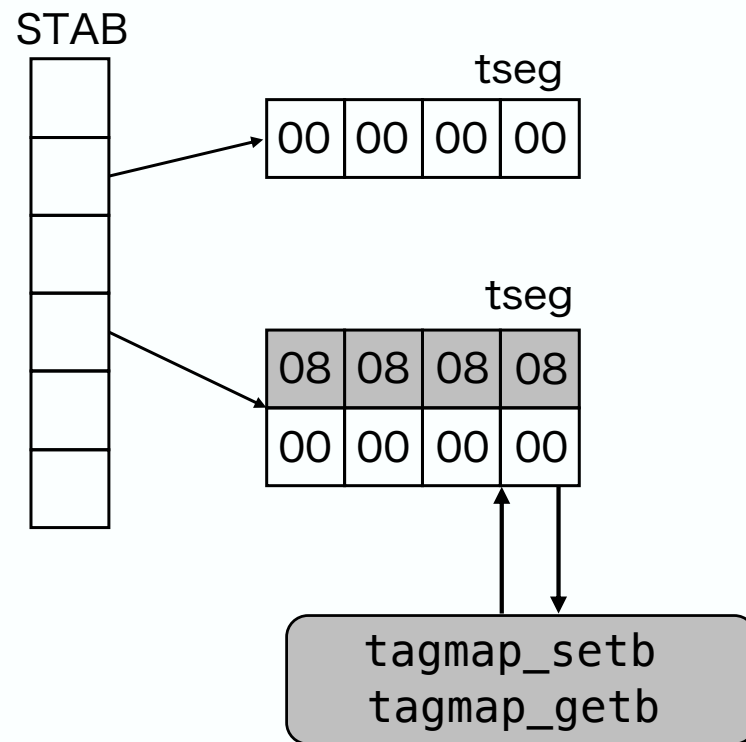 STAB
tseg
00 00 00 00
tseg
08 08 08 08
00 00 00 00
tagmap_setb
tagmap_getb